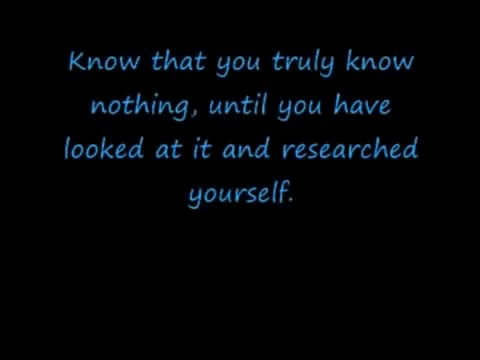 Know that you truly know
nothing, until you have
looked at it and researched
yourself.